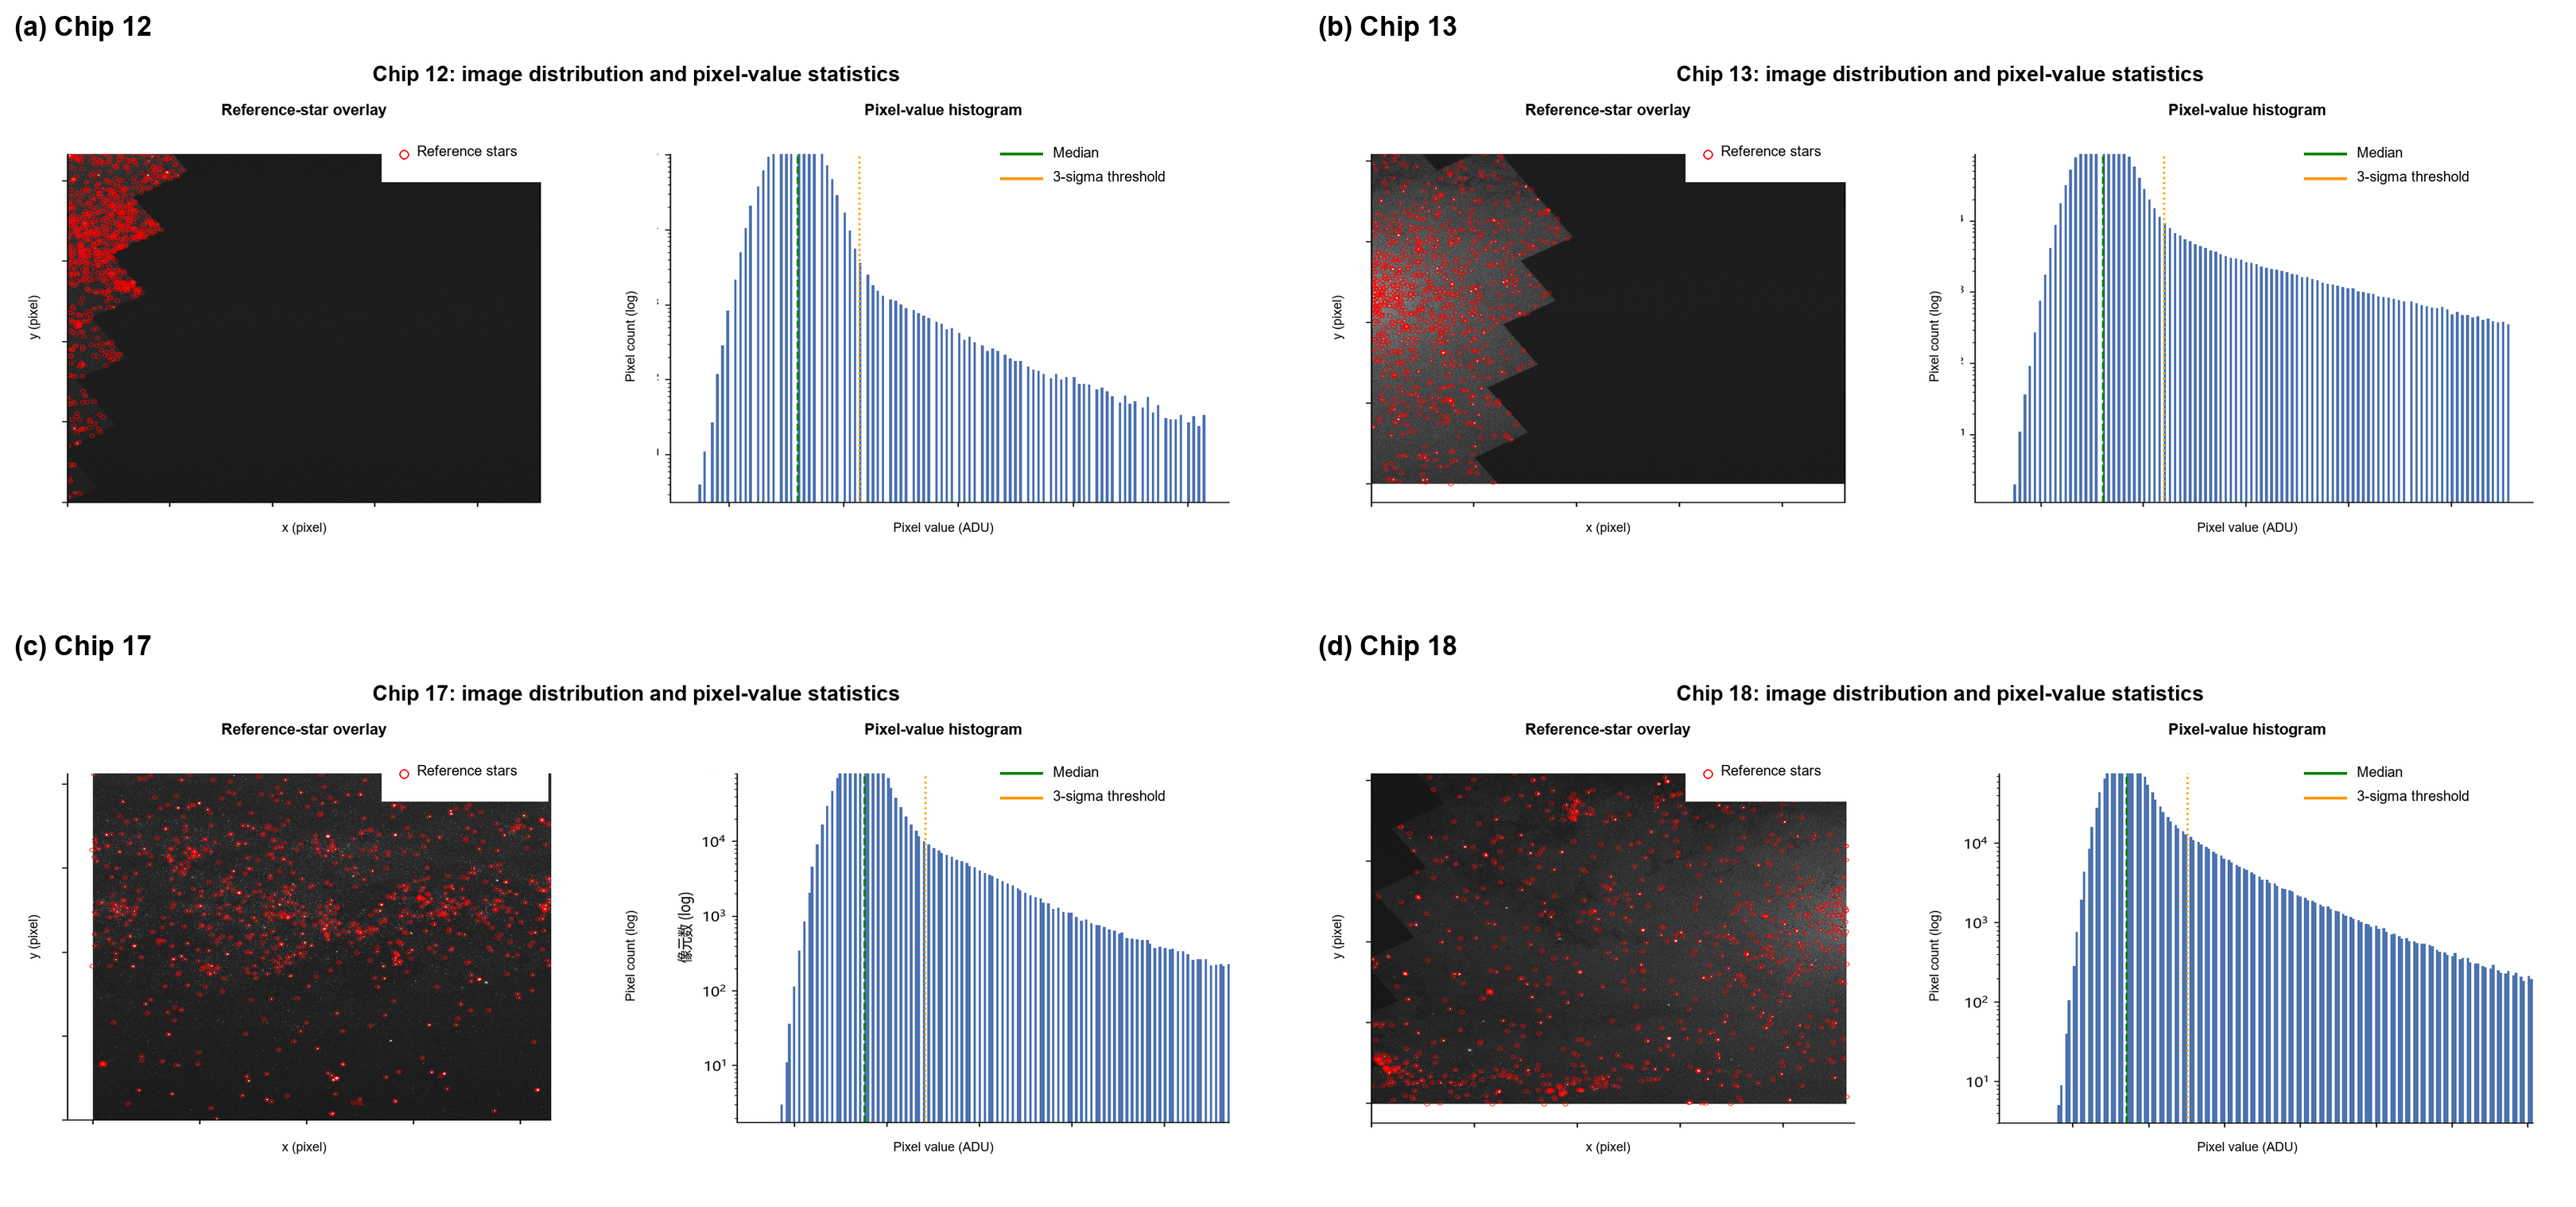 (a) Chip 12
Chip 12: image distribution and pixel-value statistics
Reference-star overlay
Reference stars
y (pixel)
x (pixel)
Pixel-value histogram
Median
3-sigma threshold
Pixel count (log)
Pixel value (ADU)
(b) Chip 13
Chip 13: image distribution and pixel-value statistics
Reference-star overlay
Reference stars
y (pixel)
x (pixel)
Pixel-value histogram
Median
3-sigma threshold
Pixel count (log)
Pixel value (ADU)
(c) Chip 17
Chip 17: image distribution and pixel-value statistics
Reference-star overlay
Reference stars
y (pixel)
x (pixel)
Pixel-value histogram
Median
3-sigma threshold
Pixel count (log)
像元数 (log)
10⁴
10³
10²
10¹
Pixel value (ADU)
(d) Chip 18
Chip 18: image distribution and pixel-value statistics
Reference-star overlay
Reference stars
y (pixel)
x (pixel)
Pixel-value histogram
Median
3-sigma threshold
Pixel count (log)
10⁴
10³
10²
10¹
Pixel value (ADU)